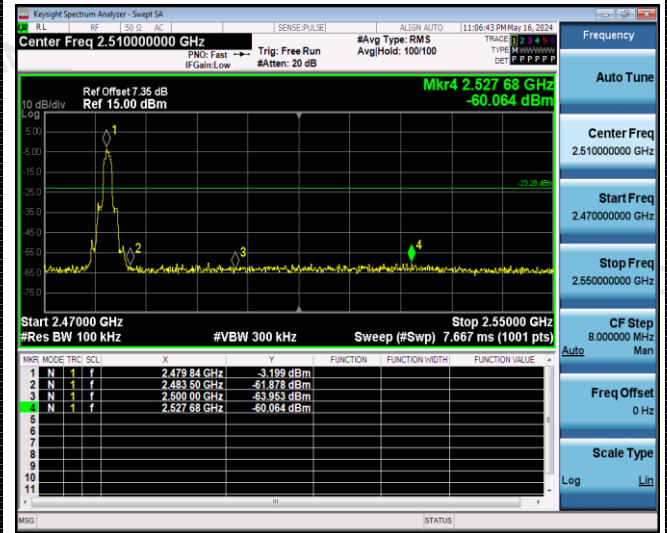 Keysight Spectrum Analyzer - Swept SA
RL RF 50 Ω AC SENSE:PULSE ALIGN AUTO 11:06:43 PM May 16, 2024
Center Freq 2.510000000 GHz
PNO: Fast
IFGain:Low
Trig: Free Run
#Atten: 20 dB
#Avg Type: RMS
Avg|Hold: 100/100
TRACE 1 2 3 4 5 6
TYPE MWWWWW
DET P P P P P P
Frequency
Auto Tune
Center Freq
2.510000000 GHz
Start Freq
2.470000000 GHz
Stop Freq
2.550000000 GHz
CF Step
8.000000 MHz
Auto Man
Freq Offset
0 Hz
Scale Type
Log Lin
Ref Offset 7.35 dB
10 dB/div Ref 15.00 dBm
Log
Mkr4 2.527 68 GHz
-60.064 dBm
5.00
-5.00
-15.0
-25.0
-35.0
-45.0
-55.0
-65.0
-75.0
1
2
3
4
-23.20 dBm
Start 2.47000 GHz Stop 2.55000 GHz
#Res BW 100 kHz #VBW 300 kHz Sweep (#Swp) 7.667 ms (1001 pts)
MKR MODE TRC SCL X Y FUNCTION FUNCTION WIDTH FUNCTION VALUE
1 N 1 f 2.479 84 GHz -3.199 dBm
2 N 1 f 2.483 50 GHz -61.878 dBm
3 N 1 f 2.500 00 GHz -63.953 dBm
4 N 1 f 2.527 68 GHz -60.064 dBm
5
6
7
8
9
10
11
MSG STATUS